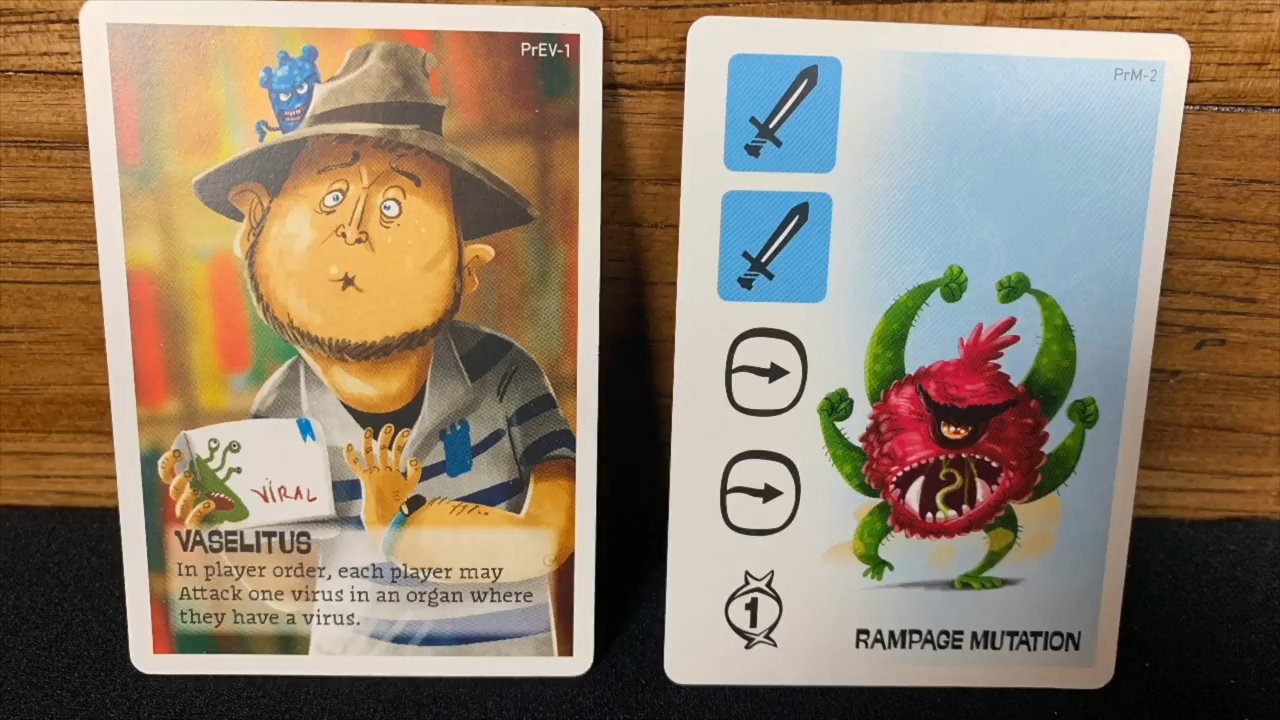 PrEV-1
ViRAL
VASELITUS
In player order, each player may
Attack one virus in an organ where
they have a virus.
PrM-2
1
RAMPAGE MUTATION